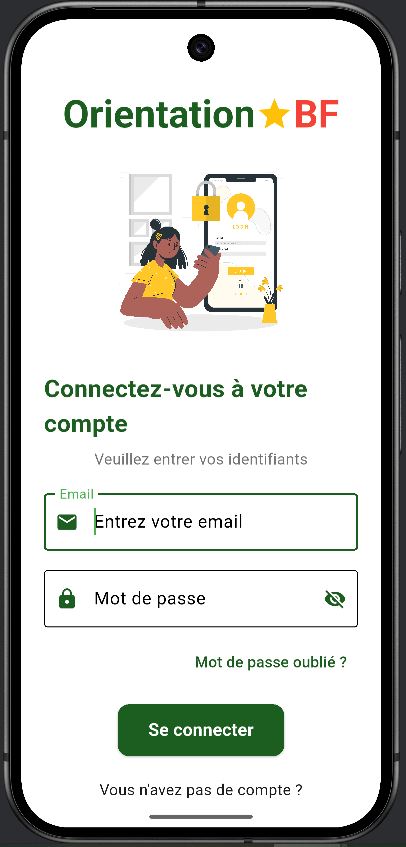 Orientation BF
LOGIN
Connectez-vous à votre
compte
Veuillez entrer vos identifiants
Email
Entrez votre email
Mot de passe
Mot de passe oublié ?
Se connecter
Vous n'avez pas de compte ?